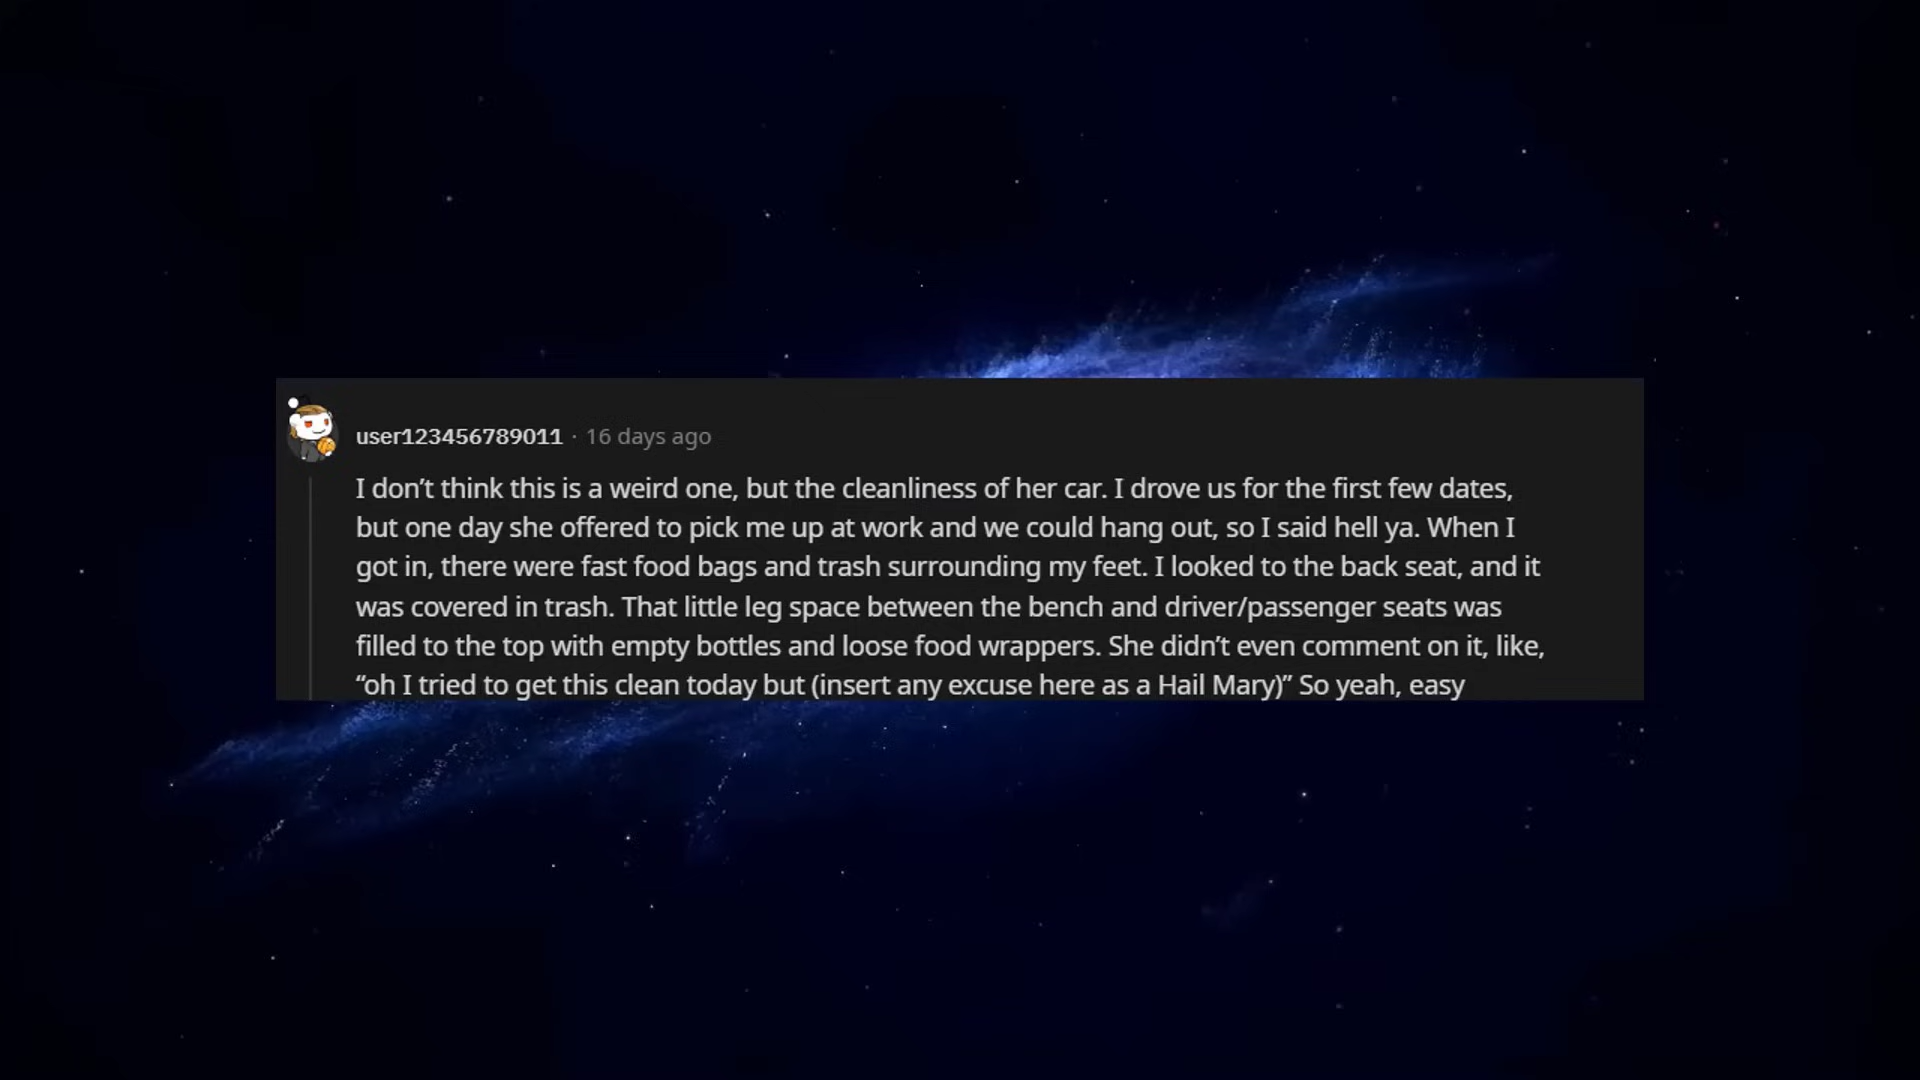 user123456789011 · 16 days ago
I don’t think this is a weird one, but the cleanliness of her car. I drove us for the first few dates,
but one day she offered to pick me up at work and we could hang out, so I said hell ya. When I
got in, there were fast food bags and trash surrounding my feet. I looked to the back seat, and it
was covered in trash. That little leg space between the bench and driver/passenger seats was
filled to the top with empty bottles and loose food wrappers. She didn’t even comment on it, like,
“oh I tried to get this clean today but (insert any excuse here as a Hail Mary)” So yeah, easy